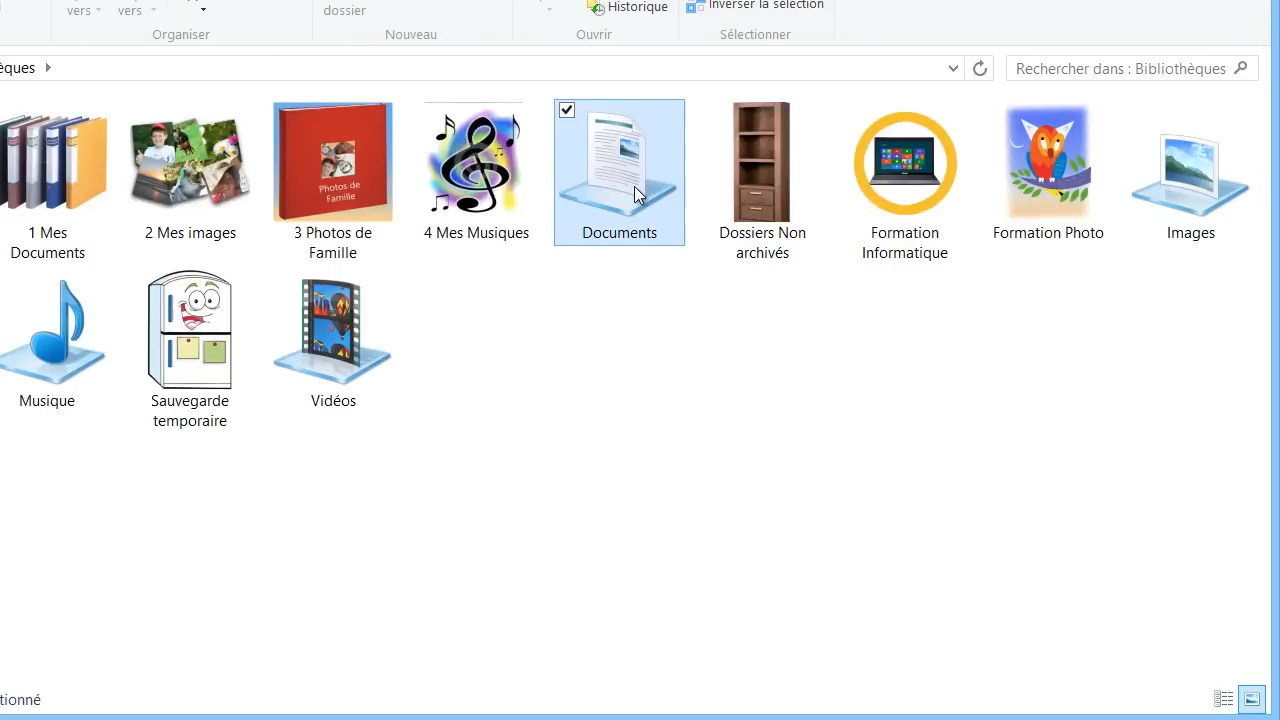 vers
vers
dossier
Historique
Inverser la sélection
Organiser
Nouveau
Ouvrir
Sélectionner
èques
Rechercher dans : Bibliothèques
Photos de
Famille
1 Mes
Documents
2 Mes images
3 Photos de
Famille
4 Mes Musiques
Documents
Dossiers Non
archivés
Formation
Informatique
Formation Photo
Images
Musique
Sauvegarde
temporaire
Vidéos
tionné